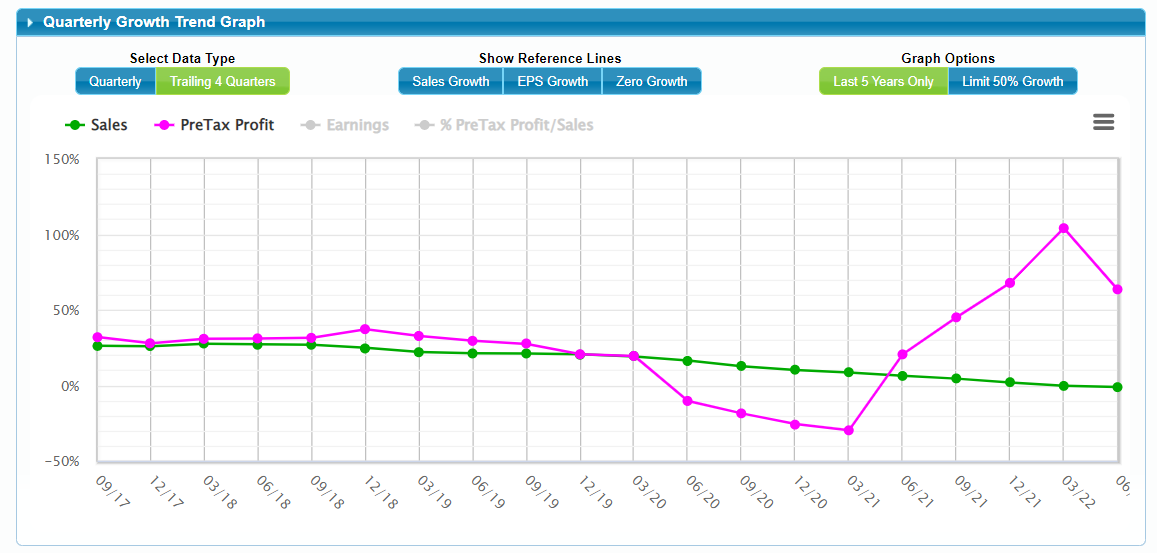 Quarterly Growth Trend Graph
Select Data Type Show Reference Lines Graph Options
Quarterly Trailing 4 Quarters Sales Growth EPS Growth Zero Growth Last 5 Years Only Limit 50% Growth
Sales PreTax Profit Earnings % PreTax Profit/Sales
150%
100%
50%
0%
−50%
09/17 12/17 03/18 06/18 09/18 12/18 03/19 06/19 09/19 12/19 03/20 06/20 09/20 12/20 03/21 06/21 09/21 12/21 03/22 06